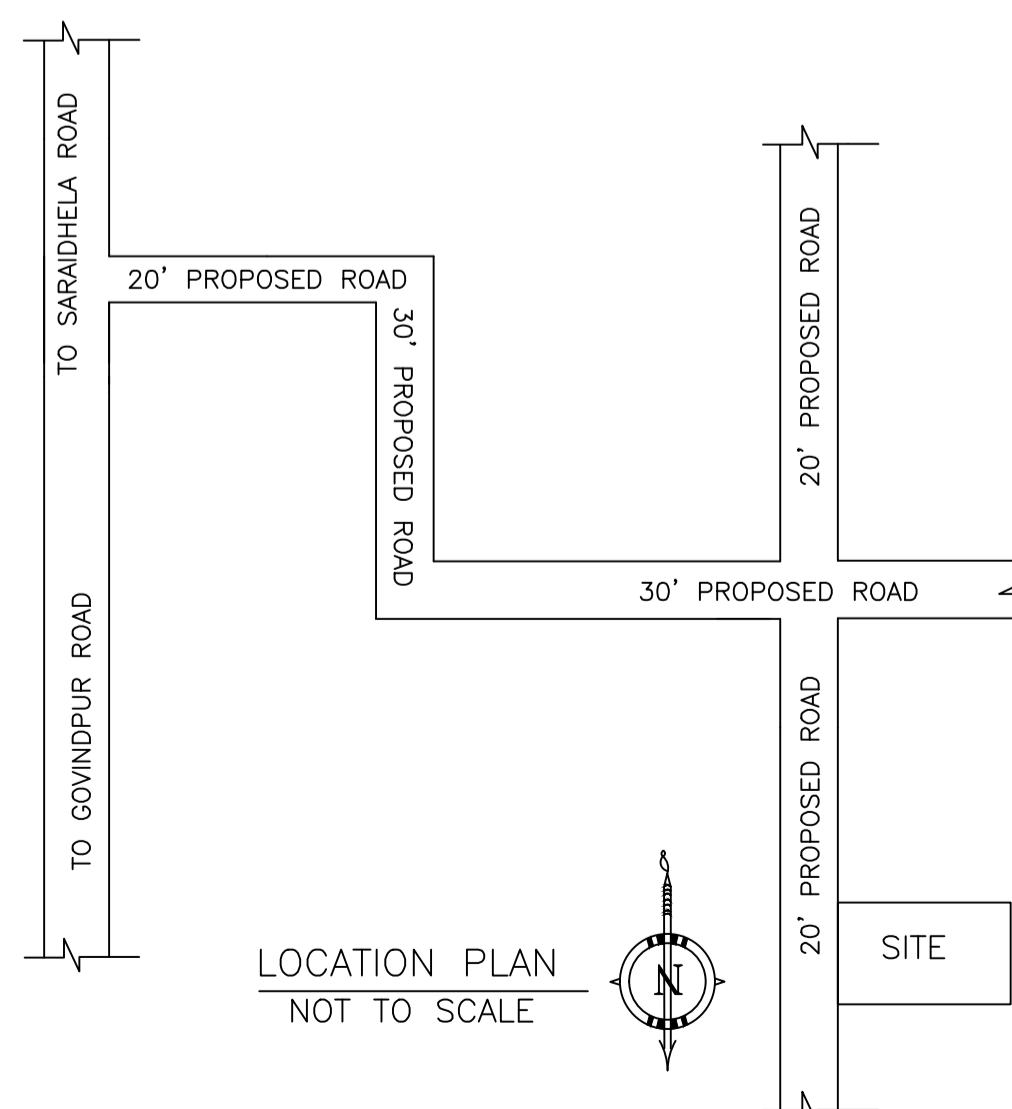 TO SARAIDHELA ROAD
20' PROPOSED ROAD
30' PROPOSED ROAD
20' PROPOSED ROAD
30' PROPOSED ROAD
TO GOVINDPUR ROAD
20' PROPOSED ROAD
SITE
LOCATION PLAN
NOT TO SCALE
N